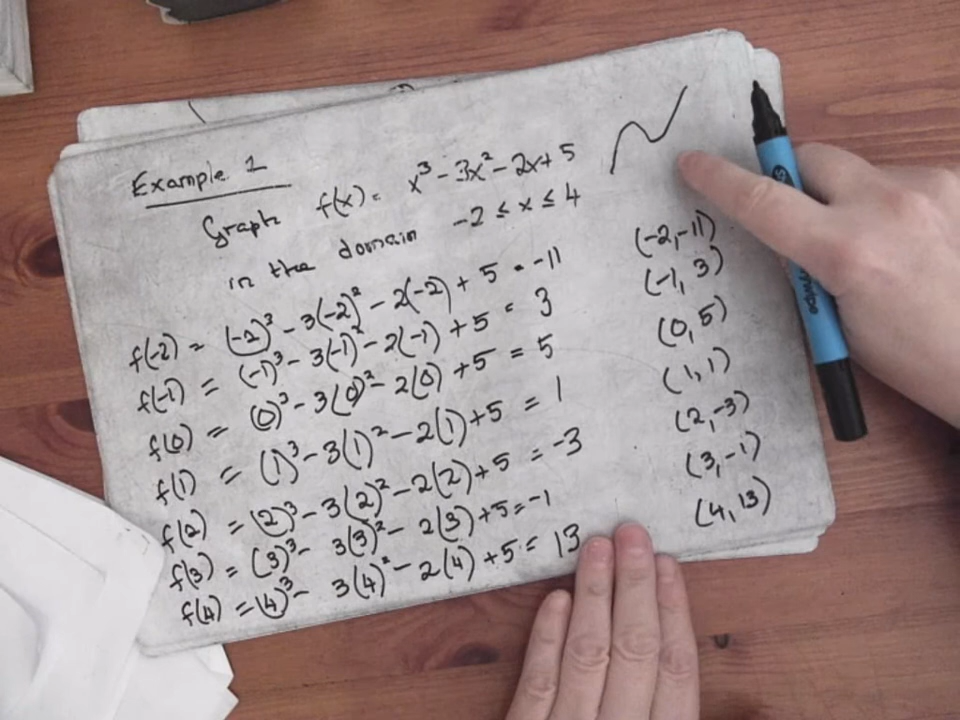 Example 1
Graph f(x) = x³ - 3x² - 2x + 5
in the domain -2 ≤ x ≤ 4
f(-2) = (-2)³ - 3(-2)² - 2(-2) + 5 = -11 (-2, -11)
f(-1) = (-1)³ - 3(-1)² - 2(-1) + 5 = 3 (-1, 3)
f(0) = (0)³ - 3(0)² - 2(0) + 5 = 5 (0, 5)
f(1) = (1)³ - 3(1)² - 2(1) + 5 = 1 (1, 1)
f(2) = (2)³ - 3(2)² - 2(2) + 5 = -3 (2, -3)
f(3) = (3)³ - 3(3)² - 2(3) + 5 = -1 (3, -1)
f(4) = (4)³ - 3(4)² - 2(4) + 5 = 13 (4, 13)